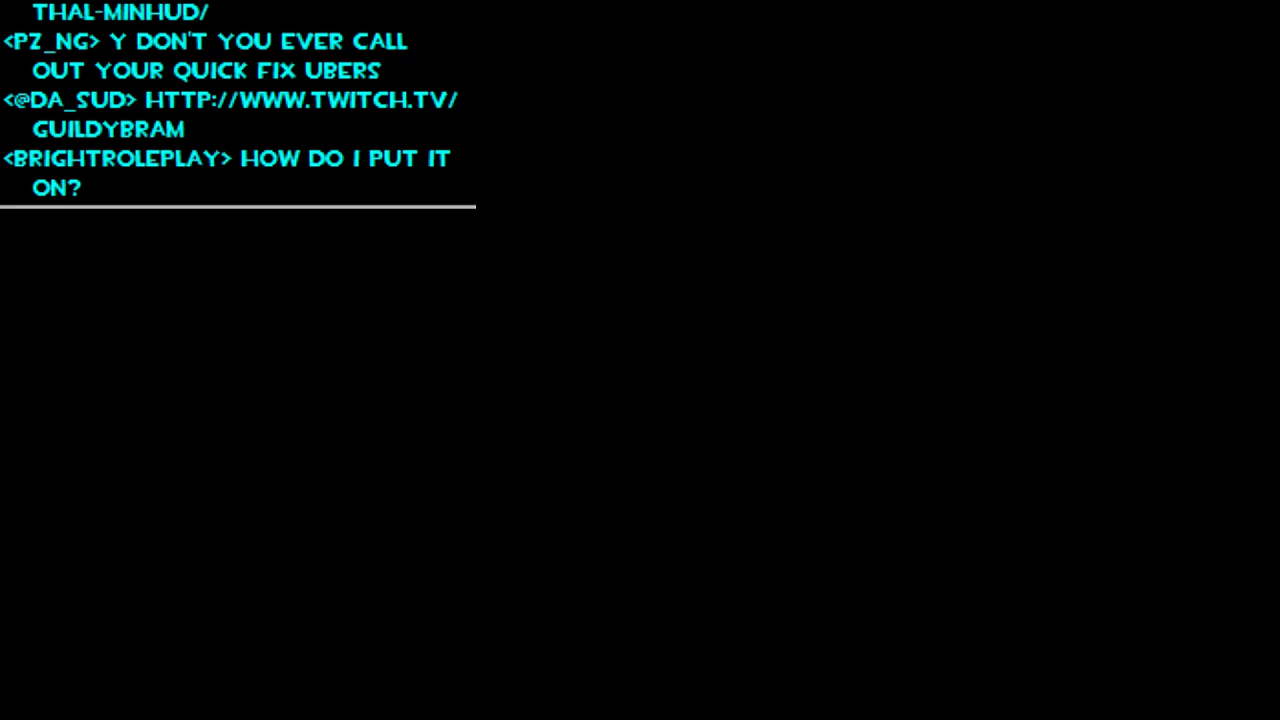 THAL-MINHUD/
<PZ_NG> Y DON'T YOU EVER CALL
OUT YOUR QUICK FIX UBERS
<@DA_SUD> HTTP://WWW.TWITCH.TV/
GUILDYBRAM
<BRIGHTROLEPLAY> HOW DO I PUT IT
ON?